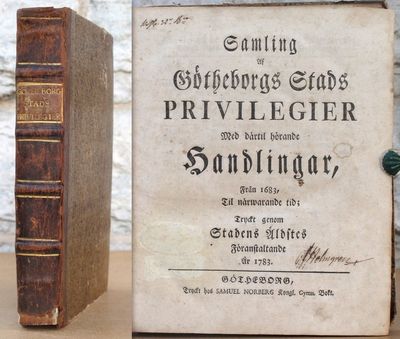 GÖTHEBORG
STADS
PRIVILEGIER
Samling
Af
Götheborgs Stads
PRIVILEGIER
Med därtil hörande
Handlingar,
Från 1683,
Til närwarande tid;
Tryckt genom
Stadens Äldstes
Föranstaltande
År 1783.
GÖTHEBORG,
Tryckt hos SAMUEL NORBERG Kongl. Gymn. Bokt.